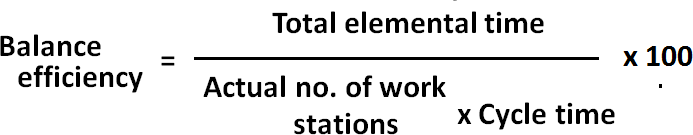 Total elemental time
Balance efficiency = x 100
Actual no. of work stations x Cycle time